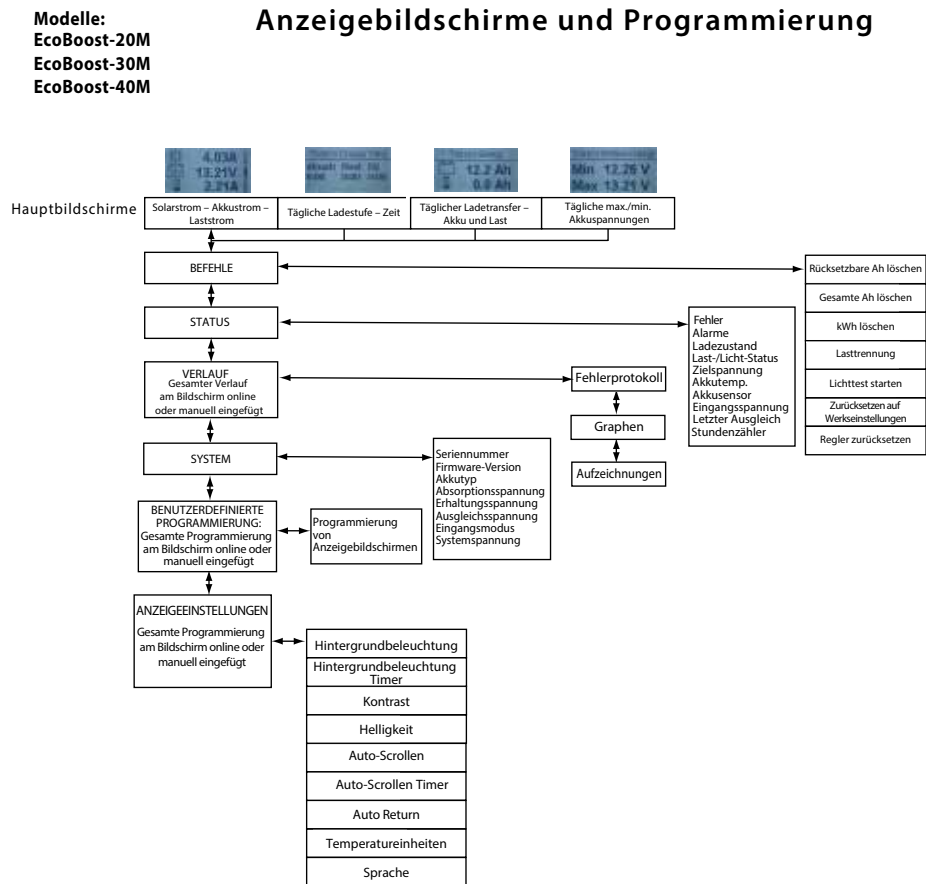 Modelle:
EcoBoost-20M
EcoBoost-30M
EcoBoost-40M
Anzeigebildschirme und Programmierung
4.03A
13.21V
2.21A
12.2 Ah
0.0 Ah
Min 12.26 V
Max 13.21 V
Hauptbildschirme
Solarstrom – Akkustrom –
Laststrom
Tägliche Ladestufe – Zeit
Täglicher Ladetransfer –
Akku und Last
Tägliche max./min.
Akkuspannungen
BEFEHLE
Rücksetzbare Ah löschen
Gesamte Ah löschen
kWh löschen
Lasttrennung
Lichttest starten
Zurücksetzen auf
Werkseinstellungen
Regler zurücksetzen
STATUS
Fehler
Alarme
Ladezustand
Last-/Licht-Status
Zielspannung
Akkutemp.
Akkusensor
Eingangsspannung
Letzter Ausgleich
Stundenzähler
VERLAUF
Gesamter Verlauf
am Bildschirm online
oder manuell eingefügt
Fehlerprotokoll
Graphen
Aufzeichnungen
SYSTEM
Seriennummer
Firmware-Version
Akkutyp
Absorptionsspannung
Erhaltungsspannung
Ausgleichsspannung
Eingangsmodus
Systemspannung
BENUTZERDEFINIERTE
PROGRAMMIERUNG:
Gesamte Programmierung
am Bildschirm online oder
manuell eingefügt
Programmierung
von
Anzeigebildschirmen
ANZEIGEEINSTELLUNGEN
Gesamte Programmierung
am Bildschirm online oder
manuell eingefügt
Hintergrundbeleuchtung
Hintergrundbeleuchtung
Timer
Kontrast
Helligkeit
Auto-Scrollen
Auto-Scrollen Timer
Auto Return
Temperatureinheiten
Sprache